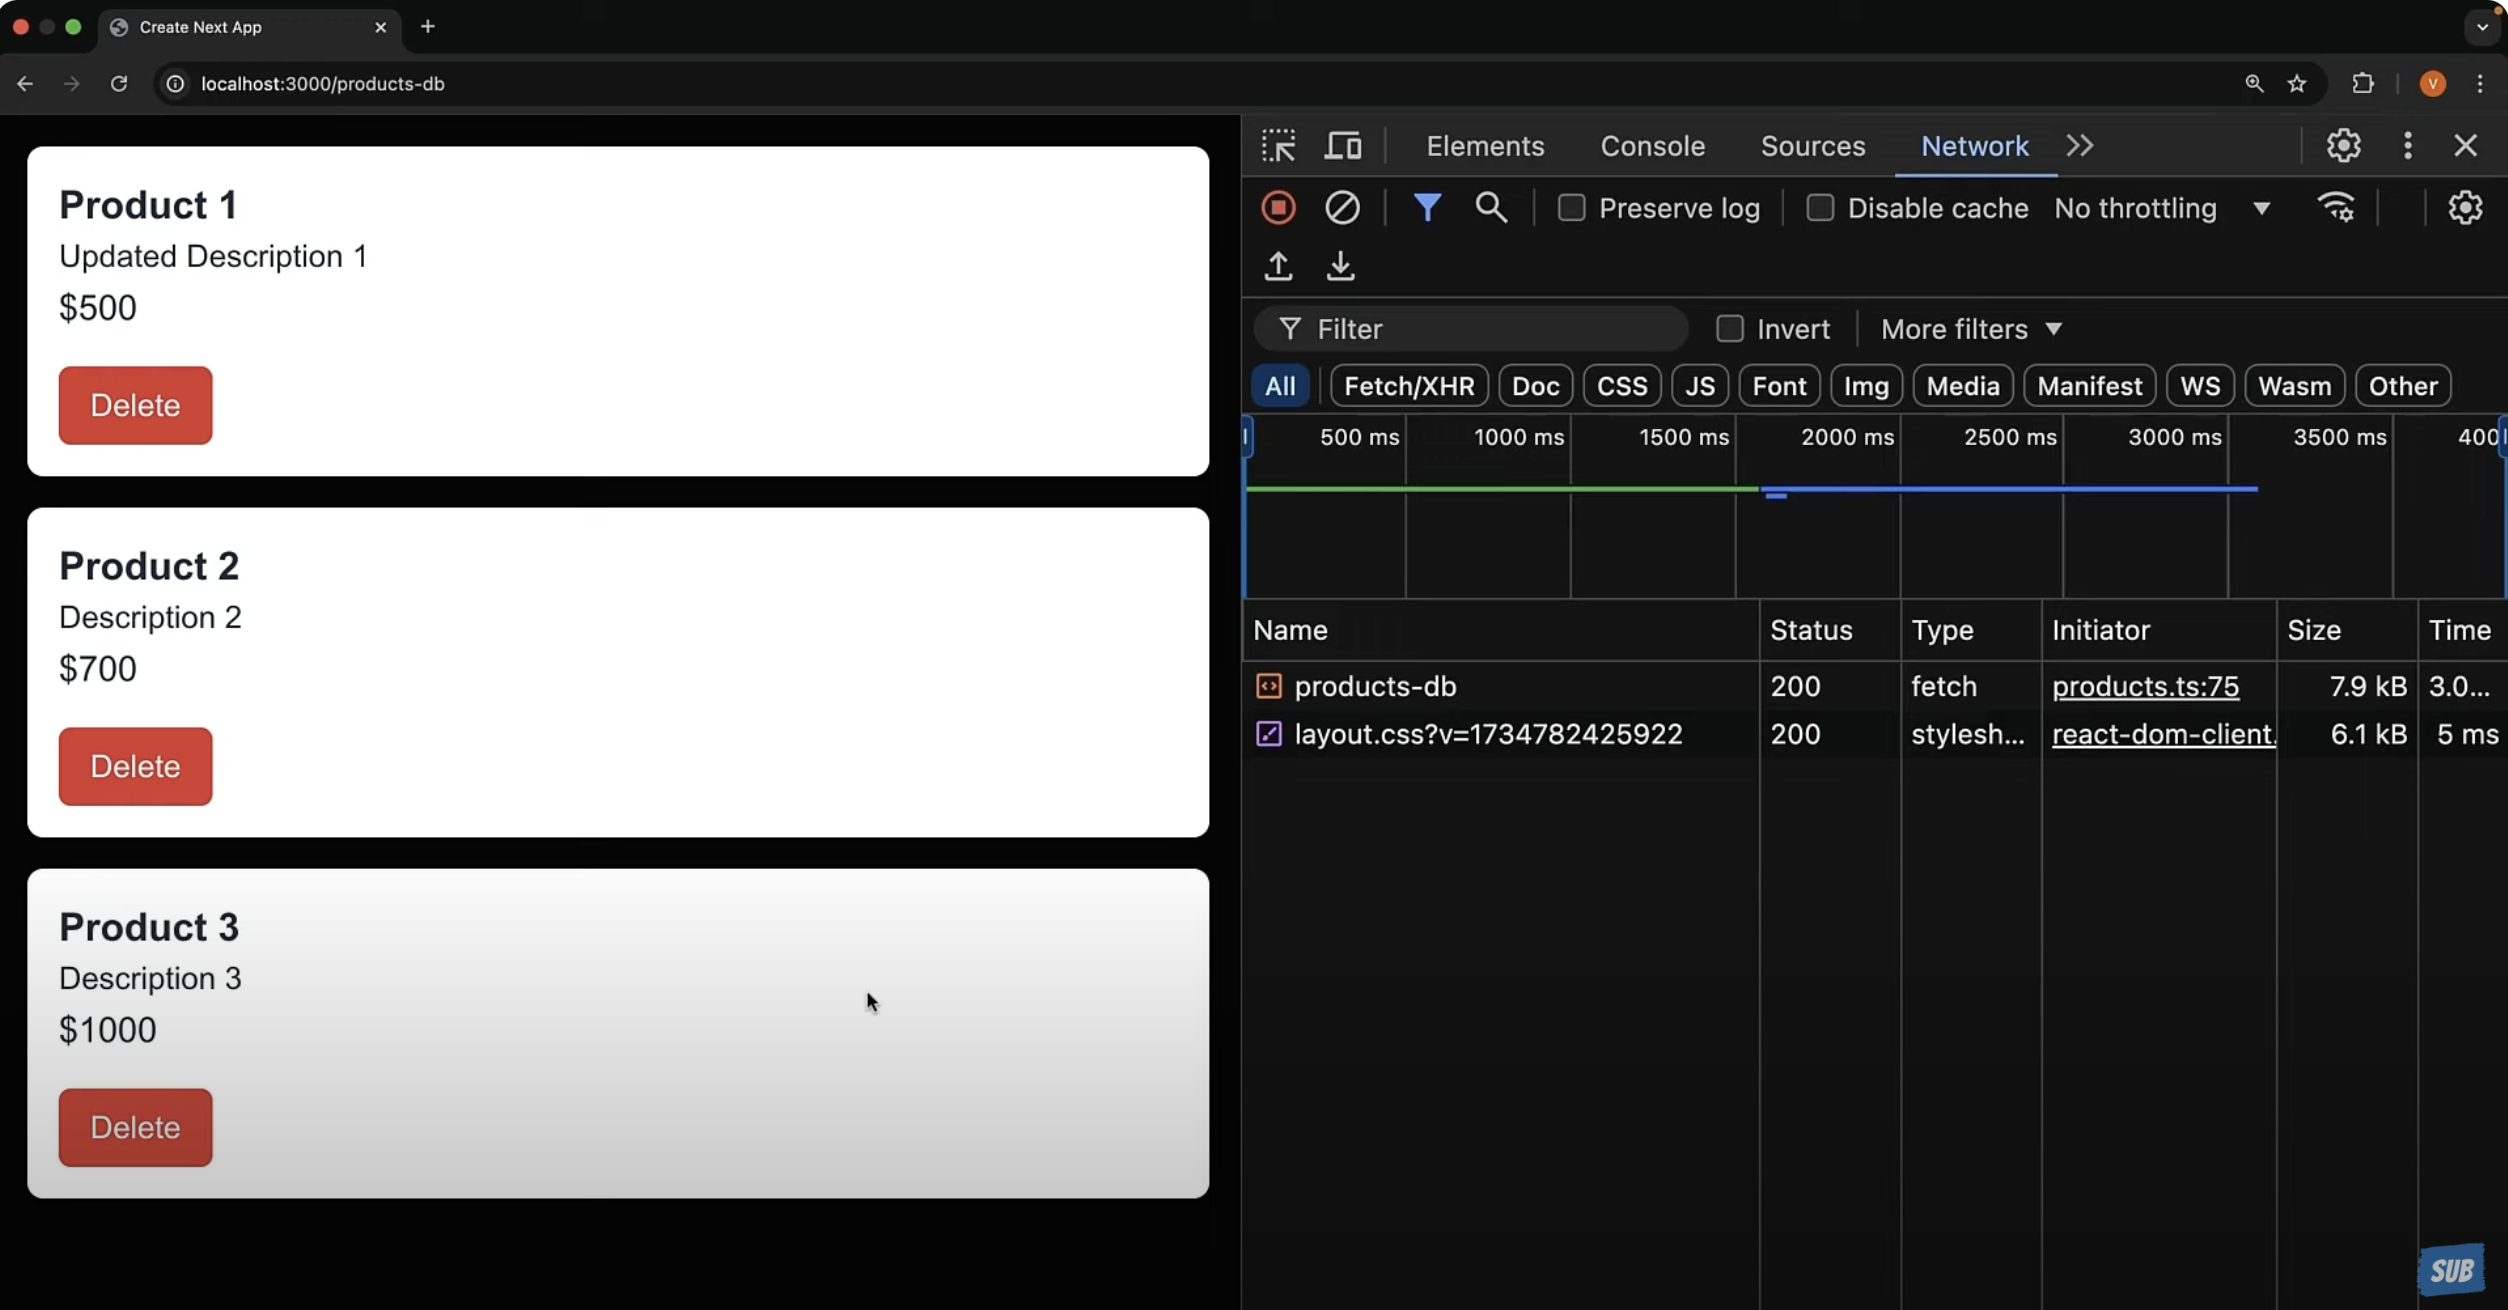 Create Next App
localhost:3000/products-db
V
Product 1
Updated Description 1
$500
Delete
Product 2
Description 2
$700
Delete
Product 3
Description 3
$1000
Delete
Elements Console Sources Network
Preserve log Disable cache No throttling
Filter Invert More filters
All Fetch/XHR Doc CSS JS Font Img Media Manifest WS Wasm Other
500 ms 1000 ms 1500 ms 2000 ms 2500 ms 3000 ms 3500 ms 400
Name Status Type Initiator Size Time
products-db 200 fetch products.ts:75 7.9 kB 3.0...
layout.css?v=1734782425922 200 stylesh... react-dom-client. 6.1 kB 5 ms
SUB